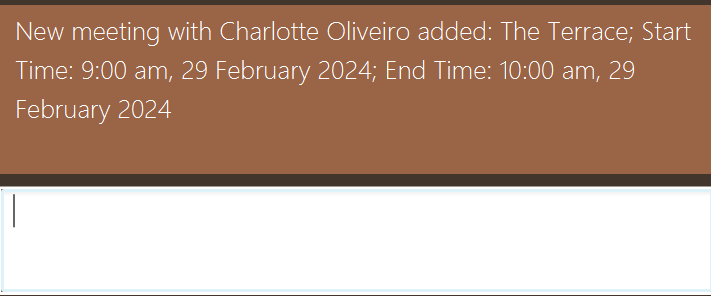 New meeting with Charlotte Oliveiro added: The Terrace; Start
Time: 9:00 am, 29 February 2024; End Time: 10:00 am, 29
February 2024